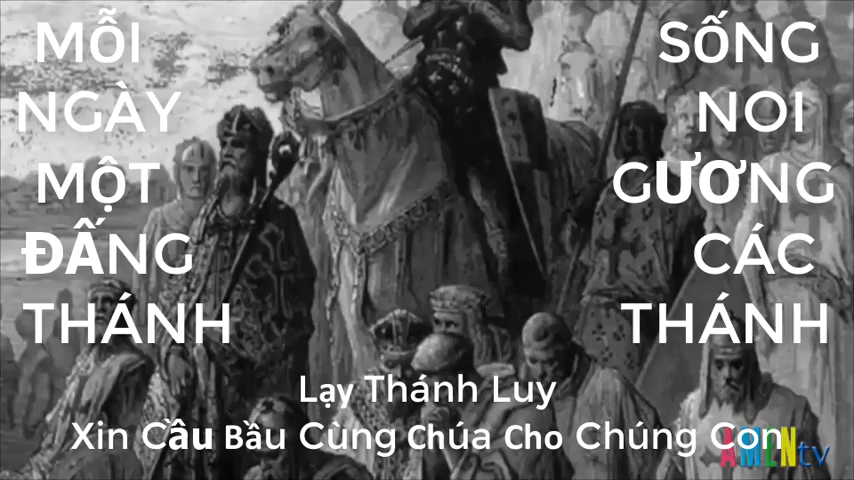 MỖI
NGÀY
MỘT
ĐẤNG
THÁNH
SỐNG
NOI
GƯƠNG
CÁC
THÁNH
Lạy Thánh Luy
Xin Cầu Bầu Cùng Chúa Cho Chúng Con
AMENtv